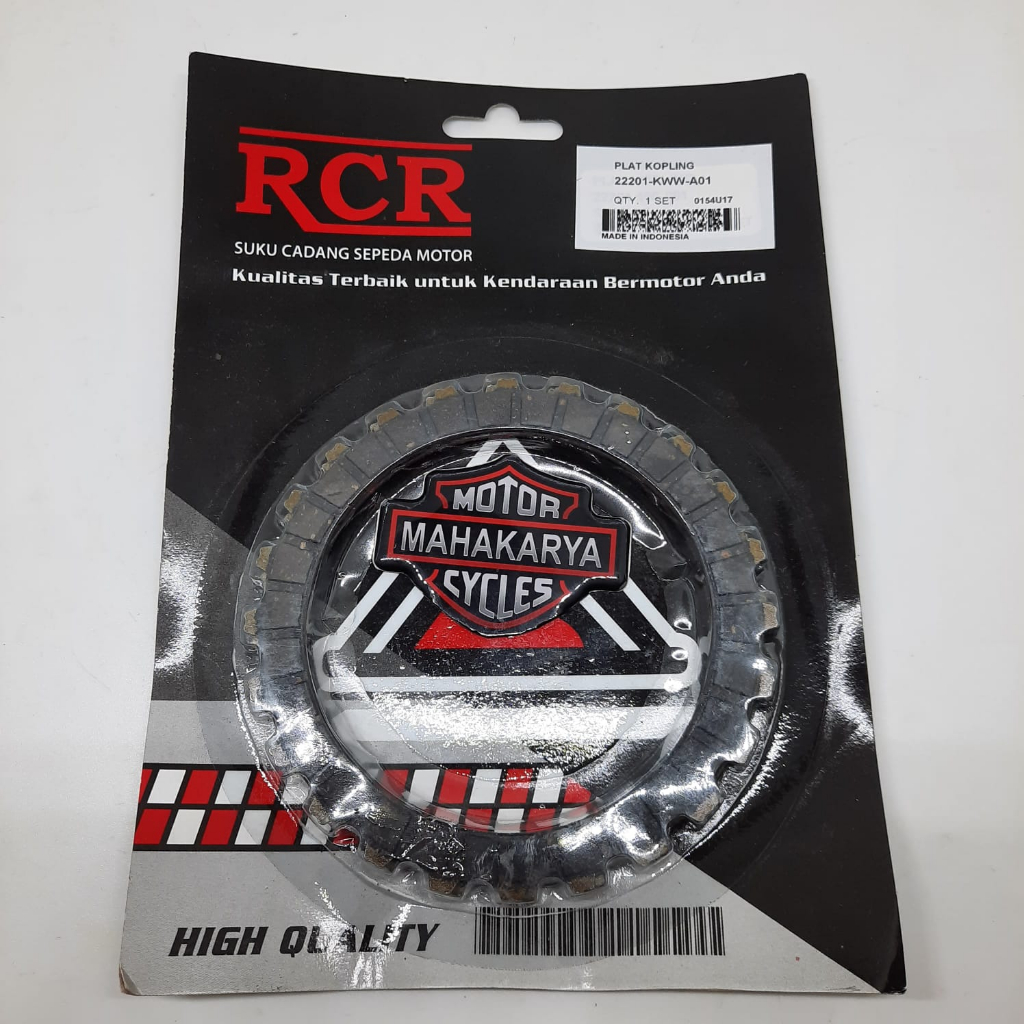 RCR
SUKU CADANG SEPEDA MOTOR
Kualitas Terbaik untuk Kendaraan Bermotor Anda
PLAT KOPLING
22201-KWW-A01
QTY. 1 SET 0154U17
MADE IN INDONESIA
MOTOR
MAHAKARYA
CYCLES
HIGH QUALITY